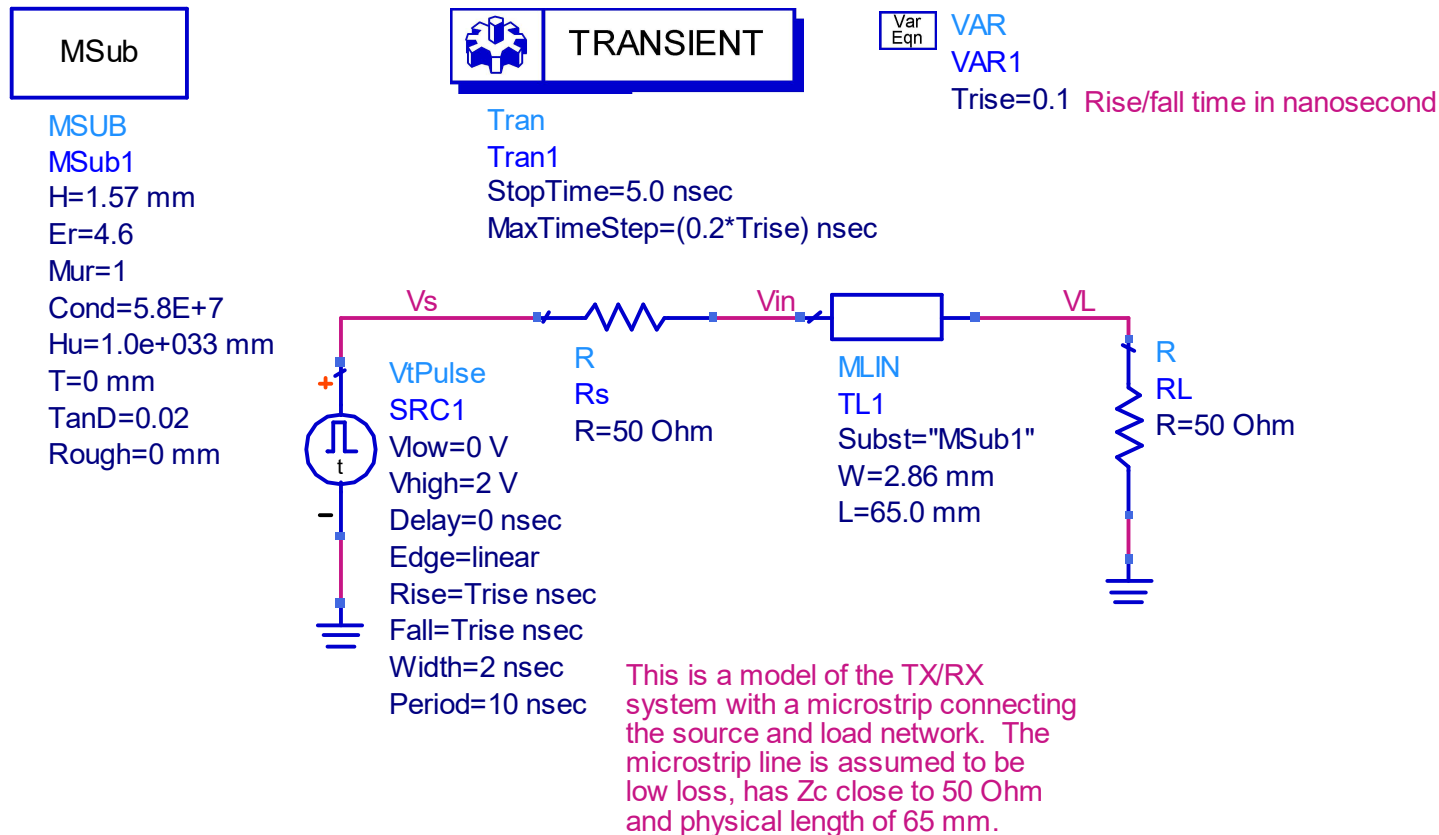 MSub
MSUB
MSub1
H=1.57 mm
Er=4.6
Mur=1
Cond=5.8E+7
Hu=1.0e+033 mm
T=0 mm
TanD=0.02
Rough=0 mm
TRANSIENT
Tran
Tran1
StopTime=5.0 nsec
MaxTimeStep=(0.2*Trise) nsec
Var
Eqn
VAR
VAR1
Trise=0.1 Rise/fall time in nanosecond
Vs
Vin
VL
+
t
−
VtPulse
SRC1
Vlow=0 V
Vhigh=2 V
Delay=0 nsec
Edge=linear
Rise=Trise nsec
Fall=Trise nsec
Width=2 nsec
Period=10 nsec
R
Rs
R=50 Ohm
MLIN
TL1
Subst="MSub1"
W=2.86 mm
L=65.0 mm
R
RL
R=50 Ohm
This is a model of the TX/RX
system with a microstrip connecting
the source and load network.  The
microstrip line is assumed to be
low loss, has Zc close to 50 Ohm
and physical length of 65 mm.